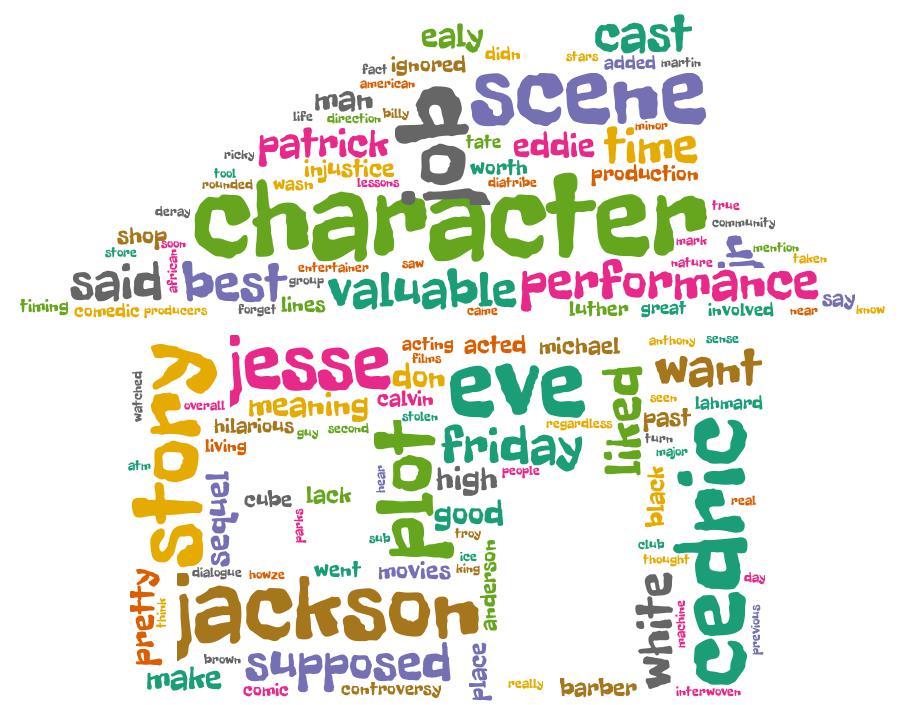 ealy
cast
didn
stars
fact
ignored
added
martin
american
scene
man
job
life
direction
billy
minor
patrick
tate
eddie
time
ricky
injustice
worth
tool
production
rounded
wasn
lessons
diatribe
character
deray
true
community
shop
soon
mark
jr
mention
store
african
entertainer
saw
nature
taken
said
best
group
valuable
performance
say
timing
comedic
producers
forget
lines
came
luther
great
involved
near
know
story
jesse
acting
acted
michael
anthony
sense
films
watched
don
eve
liked
want
overall
meaning
calvin
seen
lahmard
stolen
past
hilarious
guy
second
plot
regardless
turn
living
friday
major
cedric
atm
sequel
hear
high
people
black
cube
lack
real
parks
good
sub
troy
club
ice
thought
dialogue
howze
went
movies
king
anderson
day
pretty
think
jackson
white
machine
previous
brown
supposed
place
make
comic
controversy
really
barber
interwoven